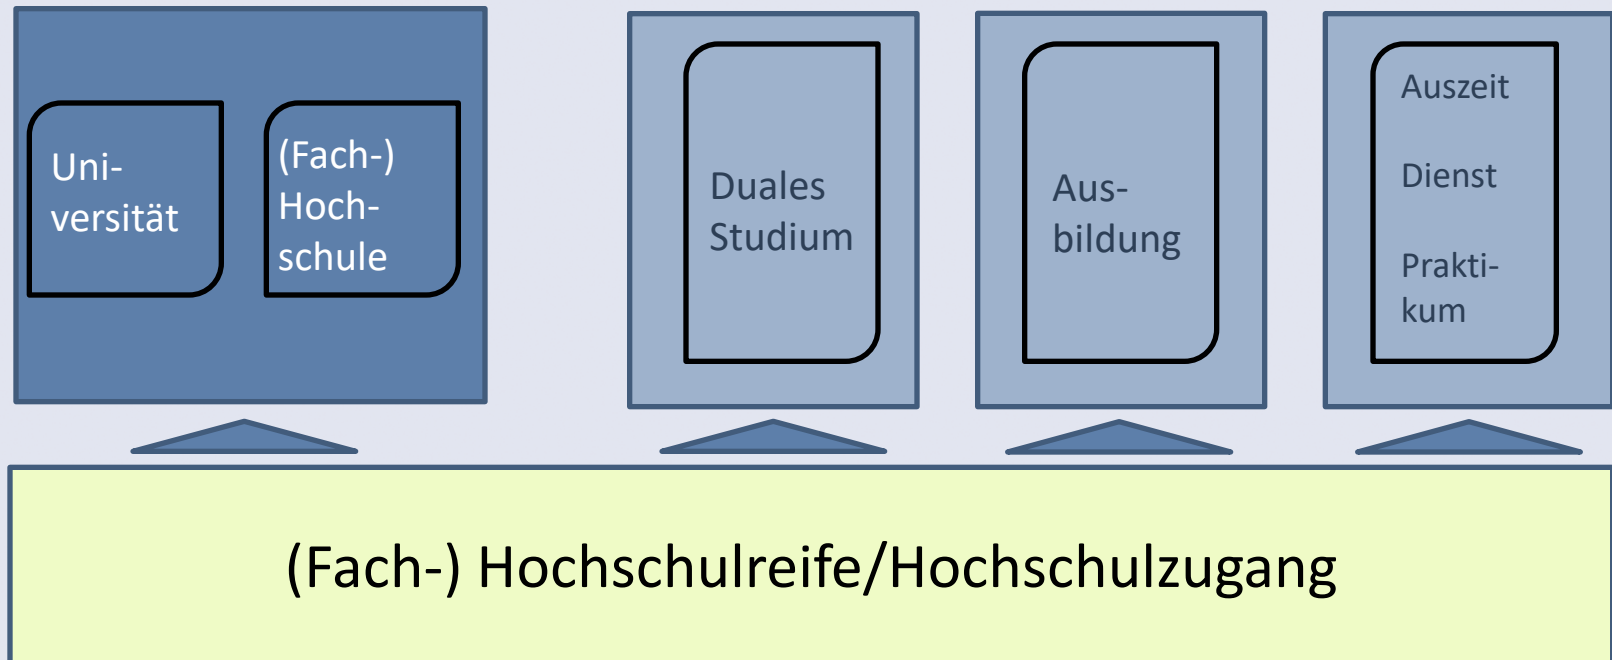 Uni-
versität
(Fach-)
Hoch-
schule
Duales
Studium
Aus-
bildung
Auszeit
Dienst
Prakti-
kum
(Fach-) Hochschulreife/Hochschulzugang